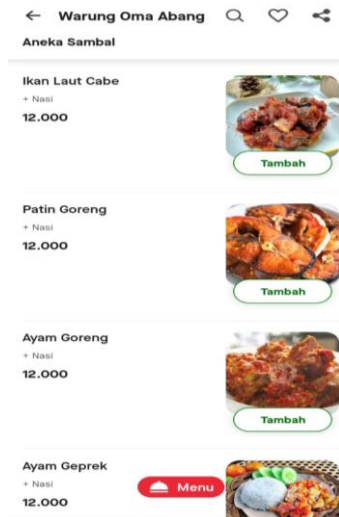 Warung Oma Abang
Aneka Sambal
Ikan Laut Cabe
+ Nasi
12.000
Tambah
Patin Goreng
+ Nasi
12.000
Tambah
Ayam Goreng
+ Nasi
12.000
Tambah
Ayam Geprek
+ Nasi
12.000
Menu